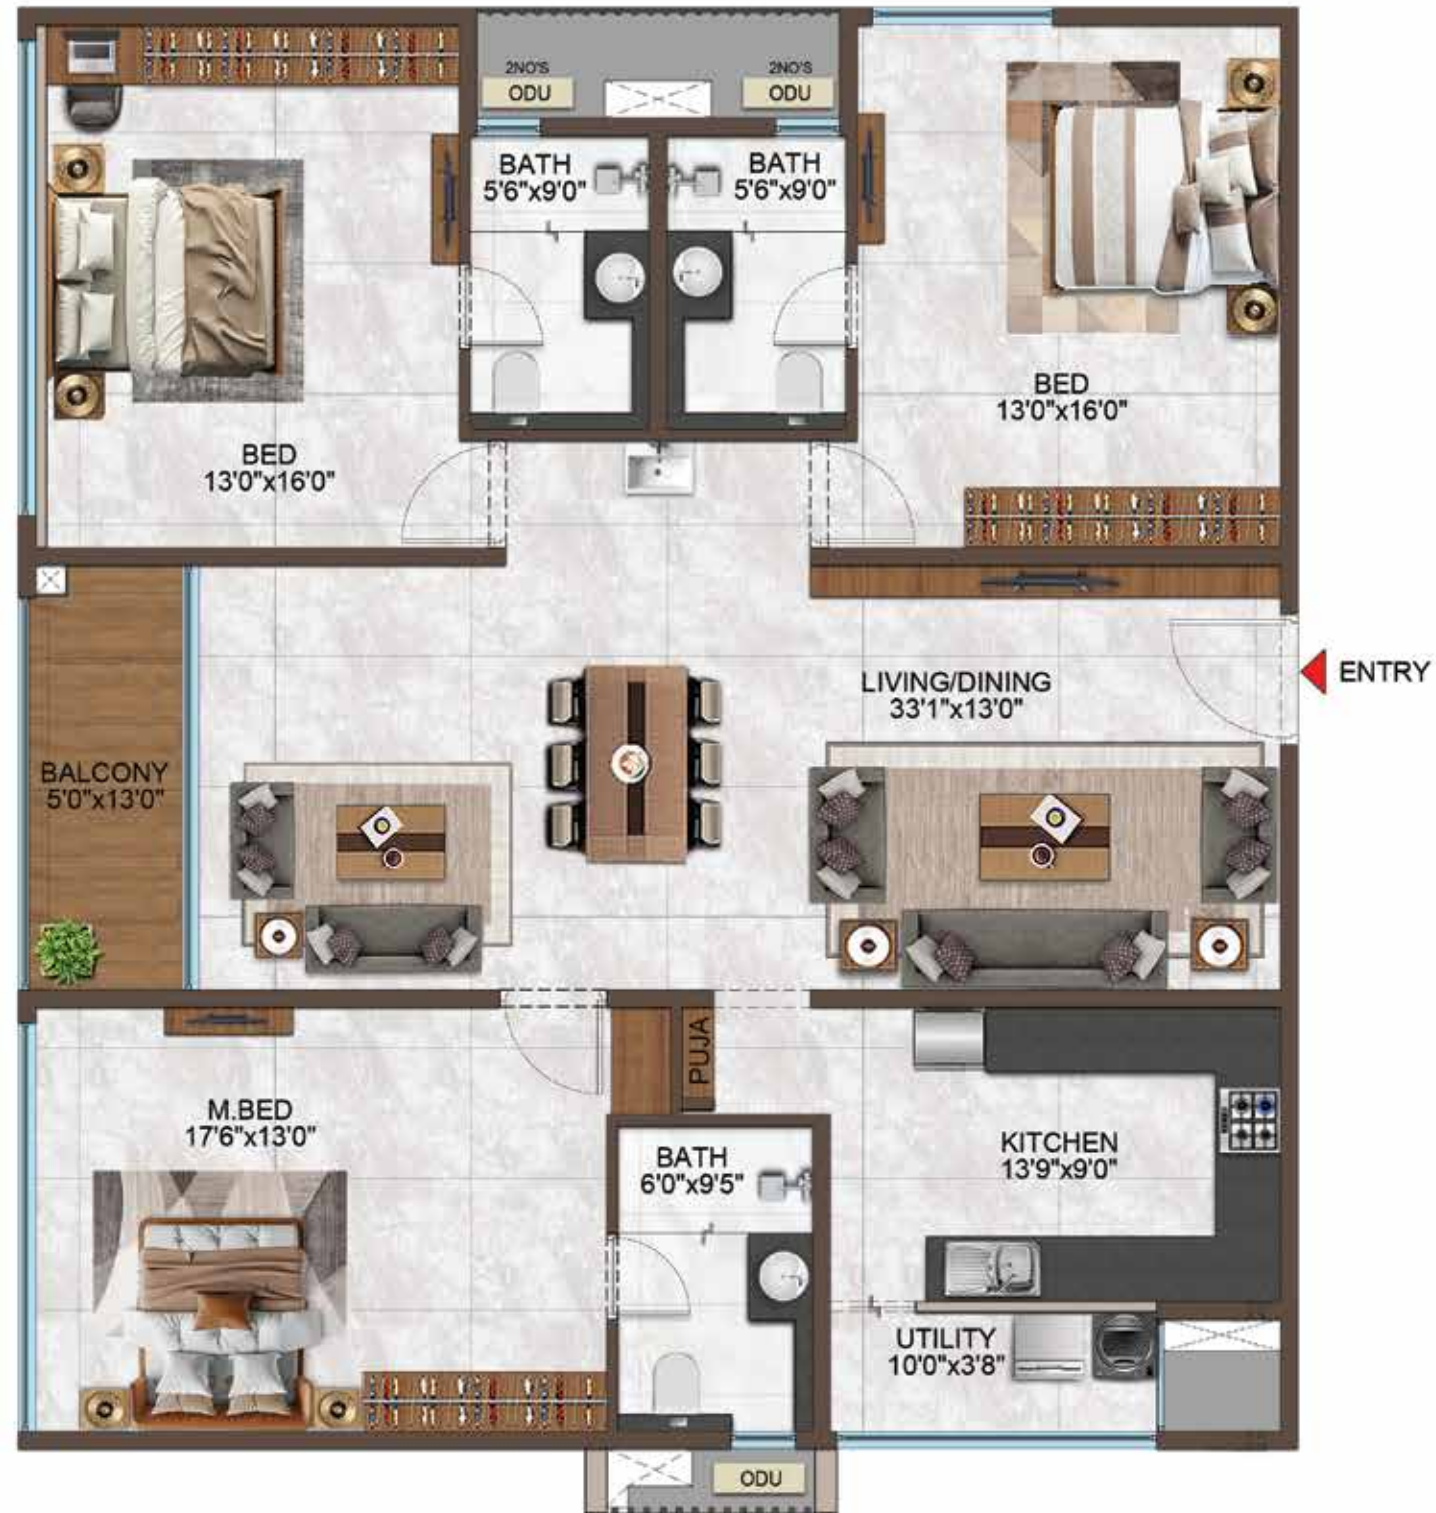 2NO'S
ODU
2NO'S
ODU
BATH
5'6"x9'0"
BATH
5'6"x9'0"
BED
13'0"x16'0"
BED
13'0"x16'0"
LIVING/DINING
33'1"x13'0"
ENTRY
BALCONY
5'0"x13'0"
PUJA
M.BED
17'6"x13'0"
BATH
6'0"x9'5"
KITCHEN
13'9"x9'0"
UTILITY
10'0"x3'8"
ODU